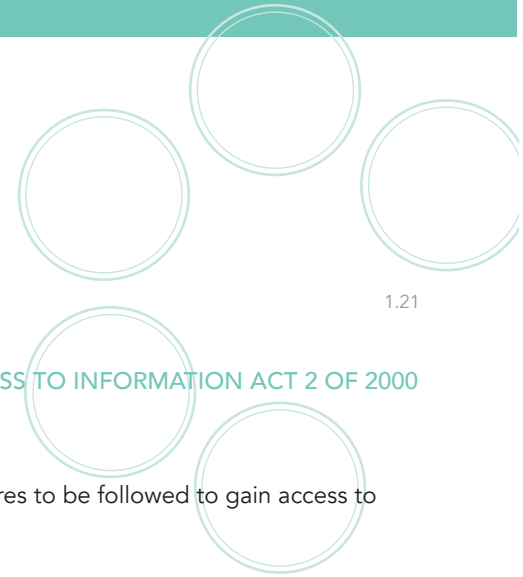 1.21
SS TO INFORMATION ACT 2 OF 2000
res to be followed to gain access to